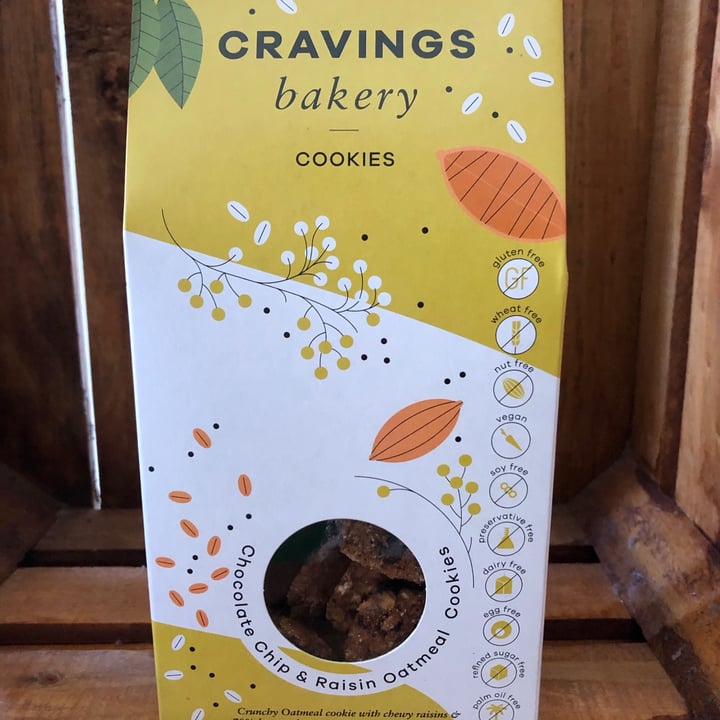 CRAVINGS
bakery
COOKIES
gluten free
GF
wheat free
nut free
vegan
soy free
preservative free
dairy free
egg free
refined sugar free
palm oil free
Chocolate Chip & Raisin Oatmeal Cookies
Crunchy Oatmeal cookie with chewy raisins &